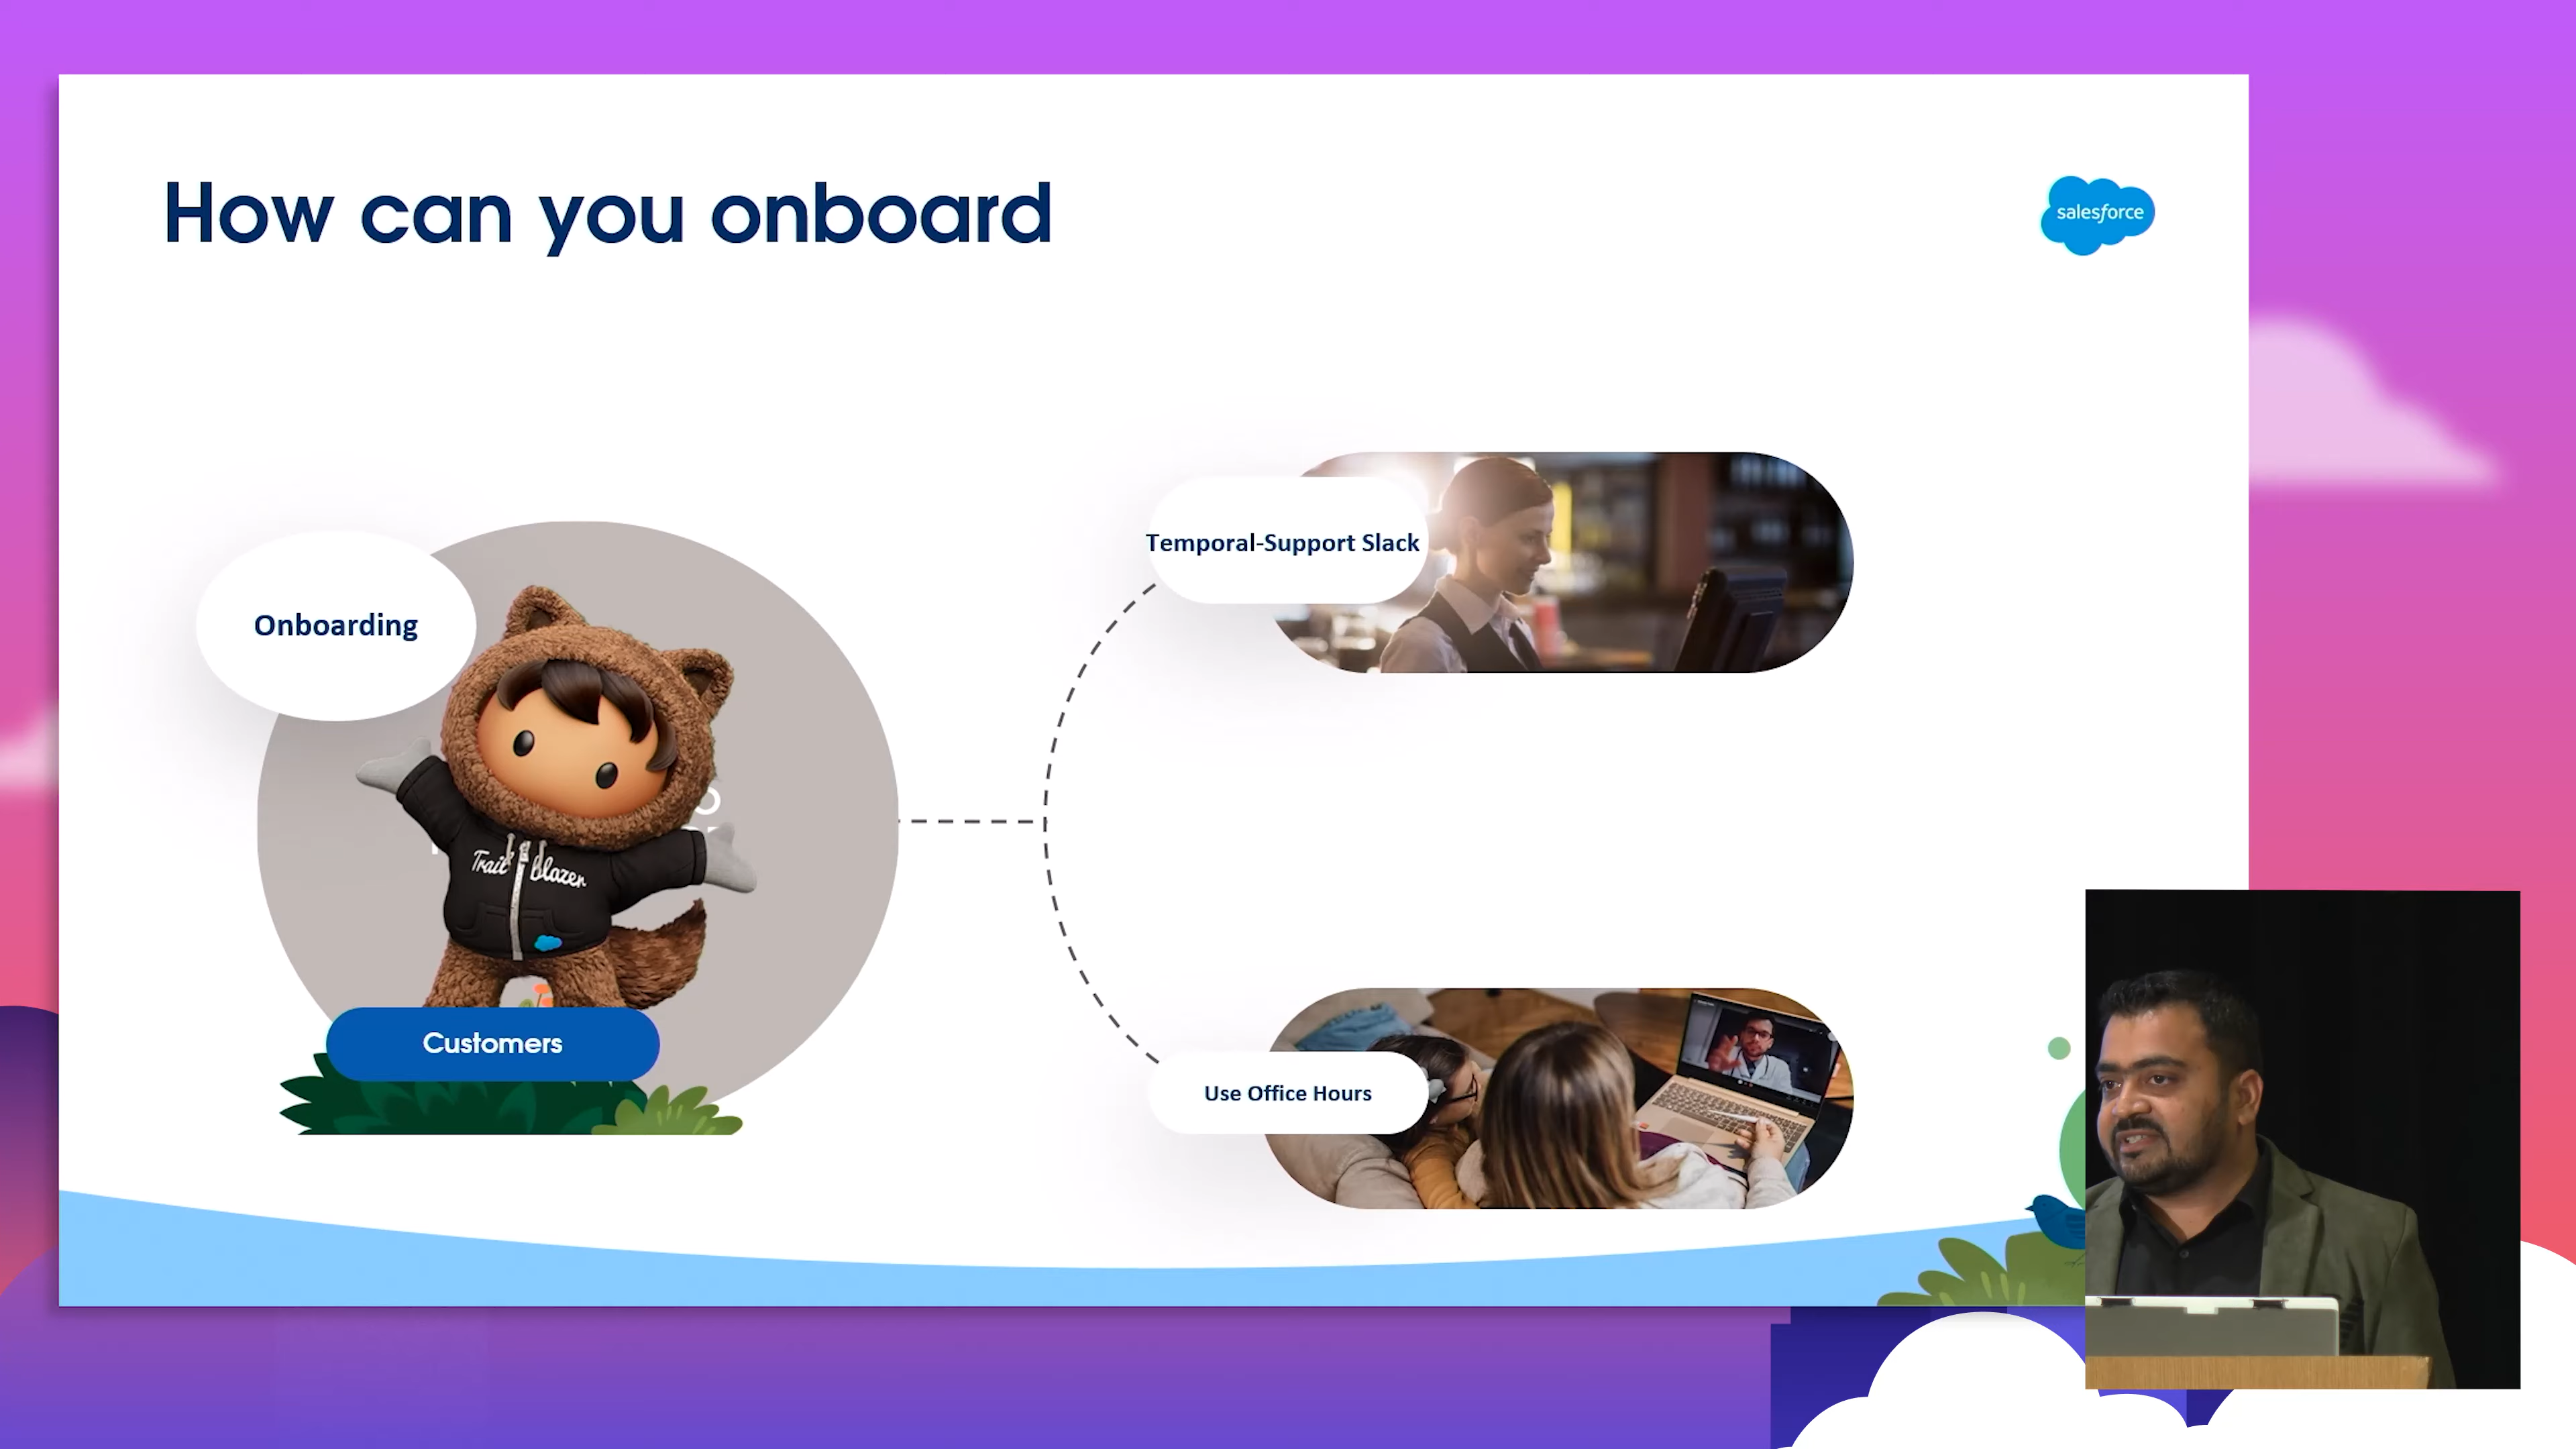 How can you onboard
salesforce
Temporal-Support Slack
Onboarding
Trail blazer
Customers
Use Office Hours